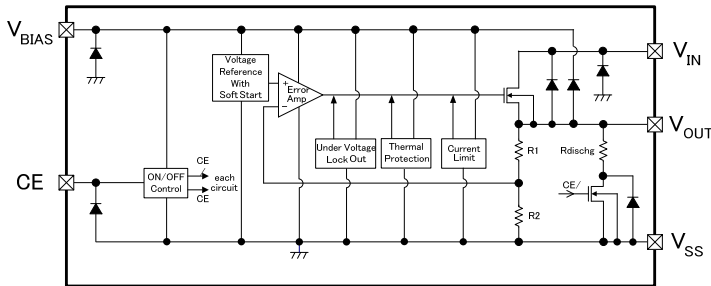 VBIAS
Voltage
Reference
With
Soft Start
+
Error
Amp
−
VIN
VOUT
Under Voltage
Lock Out
Thermal
Protection
Current
Limit
R1
Rdischg
CE
ON/OFF
Control
CE
each
circuit
CE
CE/
R2
VSS